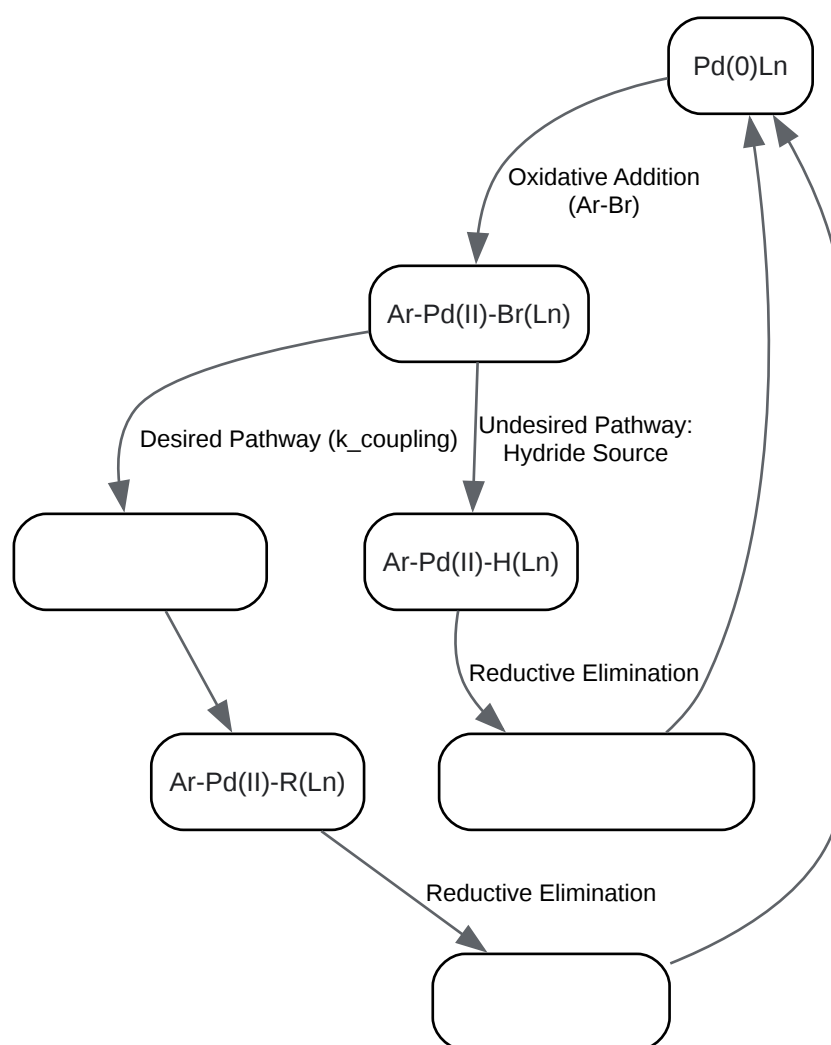 Pd(0)Ln
Oxidative Addition
(Ar-Br)
Ar-Pd(II)-Br(Ln)
Desired Pathway (k_coupling)
Undesired Pathway:
Hydride Source
Ar-Pd(II)-H(Ln)
Reductive Elimination
Ar-Pd(II)-R(Ln)
Reductive Elimination